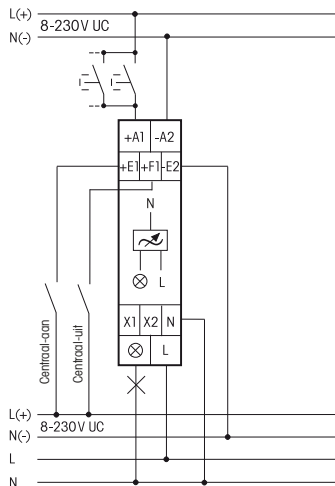 L(+)
8-230V UC
N(-)
+A1 -A2
+E1 +F1 -E2
N
L
X1 X2 N
L
Centraal-aan
Centraal-uit
L(+)
8-230V UC
N(-)
L
N